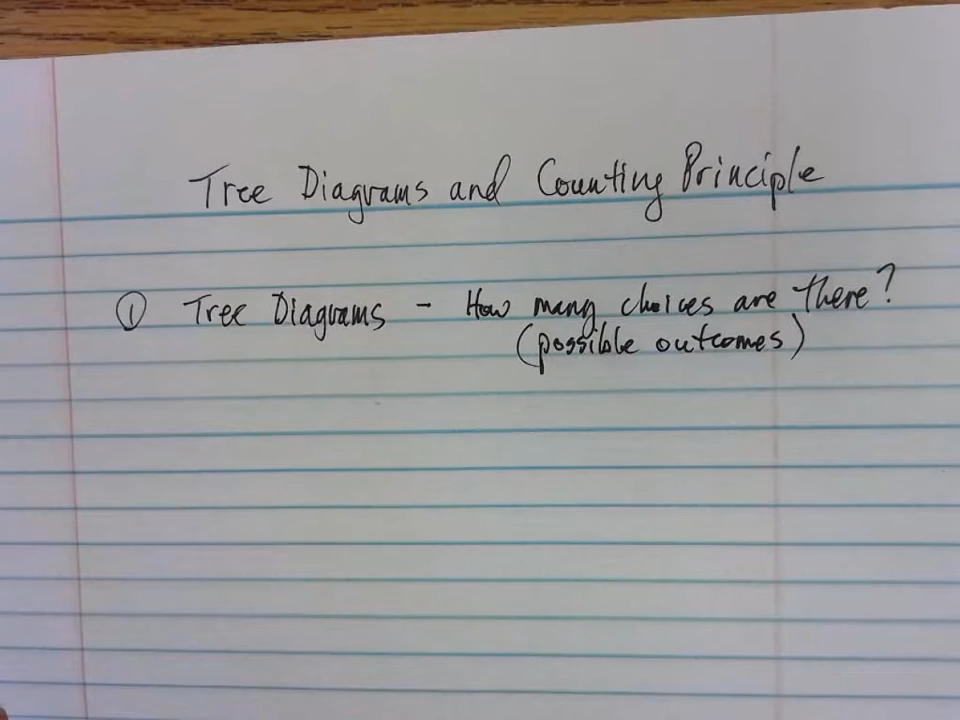 Tree Diagrams and Counting Principle
① Tree Diagrams - How many choices are there?
(possible outcomes)